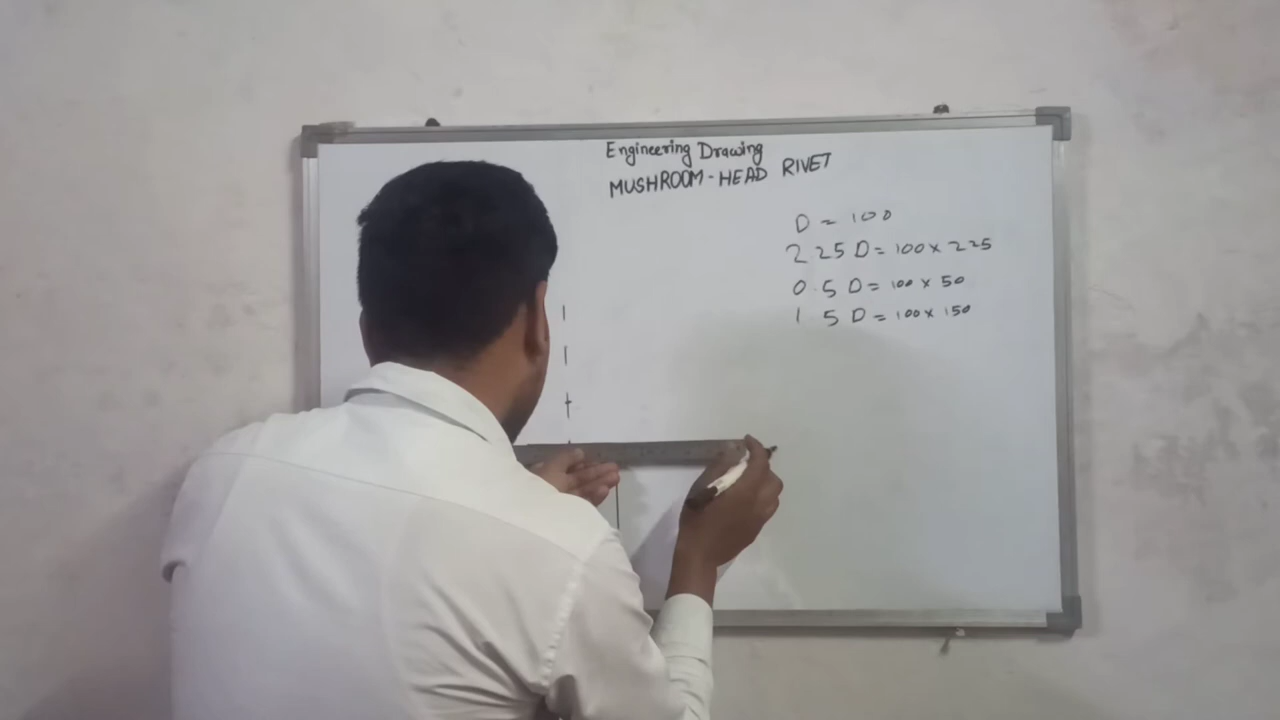 Engineering Drawing
MUSHROOM-HEAD RIVET
D = 100
2 25 D = 100 x 225
0.5 D = 100 x 50
1 5 D = 100 x 150